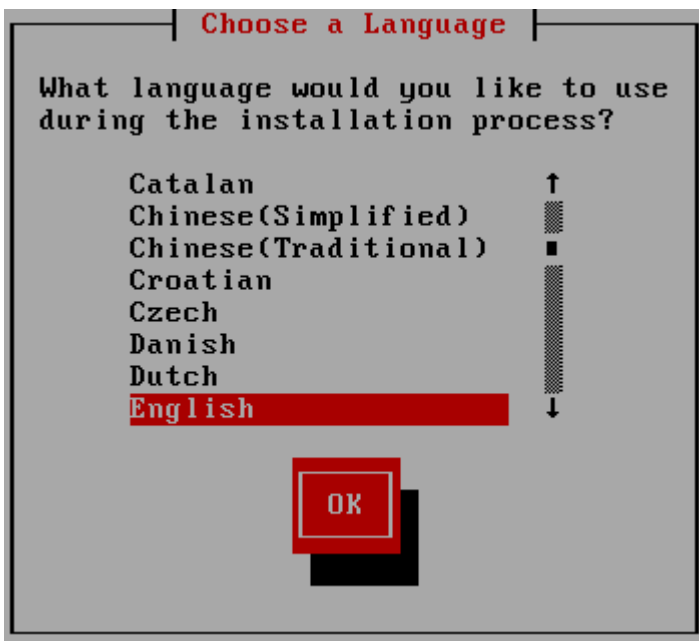 Choose a Language
What language would you like to use
during the installation process?
Catalan
Chinese(Simplified)
Chinese(Traditional)
Croatian
Czech
Danish
Dutch
English
OK